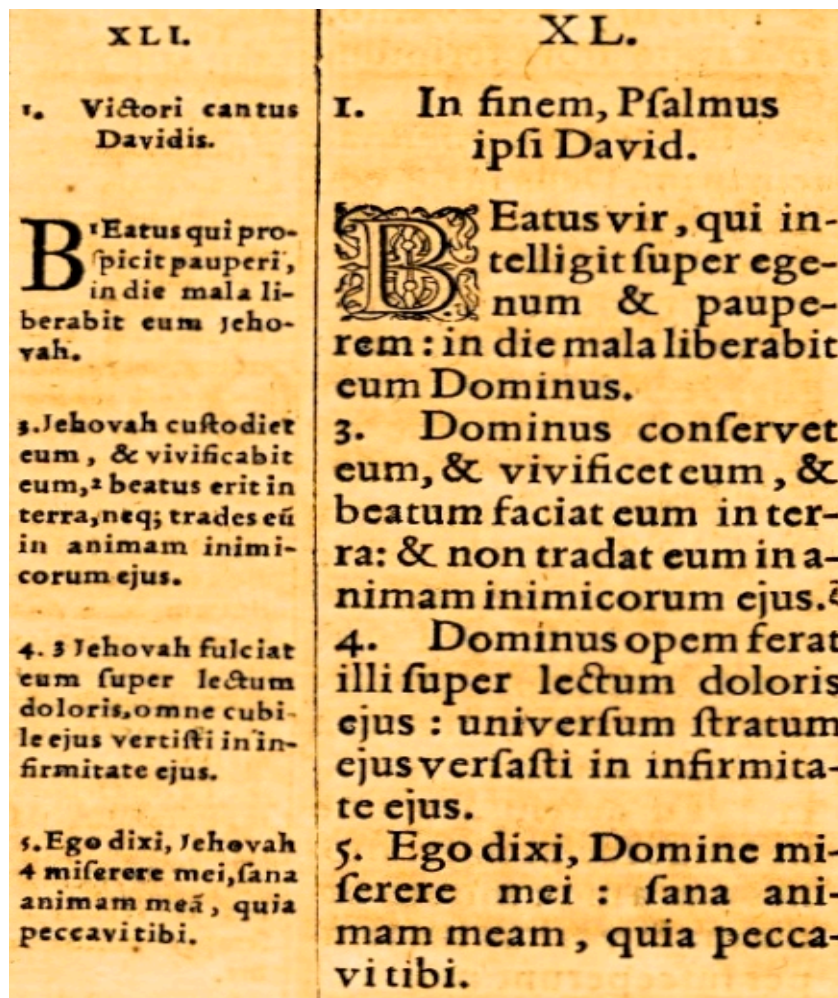 XLI.
1. Victori cantus
Davidis.
B¹Eatus qui pro-
ſpicit pauperi,
in die mala li-
berabit eum Jeho-
vah.
3. Jehovah cuſtodiet
eum, & vivificabit
eum,² beatus erit in
terra, neq; trades eũ
in animam inimi-
corum ejus.
4. 3 Jehovah fulciat
eum ſuper lectum
doloris, omne cubi-
le ejus vertiſti in in-
firmitate ejus.
5. Ego dixi, Jehovah
4 miſerere mei, ſana
animam meã, quia
peccavi tibi.
XL.
1. In finem, Pſalmus
ipſi David.
BEatus vir, qui in-
telligit ſuper ege-
num & paupe-
rem : in die mala liberabit
eum Dominus.
3. Dominus conſervet
eum, & vivificet eum, &
beatum faciat eum in ter-
ra: & non tradat eum in a-
nimam inimicorum ejus.
4. Dominus opem ferat
illi ſuper lectum doloris
ejus : univerſum ſtratum
ejus verſaſti in infirmita-
te ejus.
5. Ego dixi, Domine mi-
ſerere mei : ſana ani-
mam meam, quia pecca-
vi tibi.